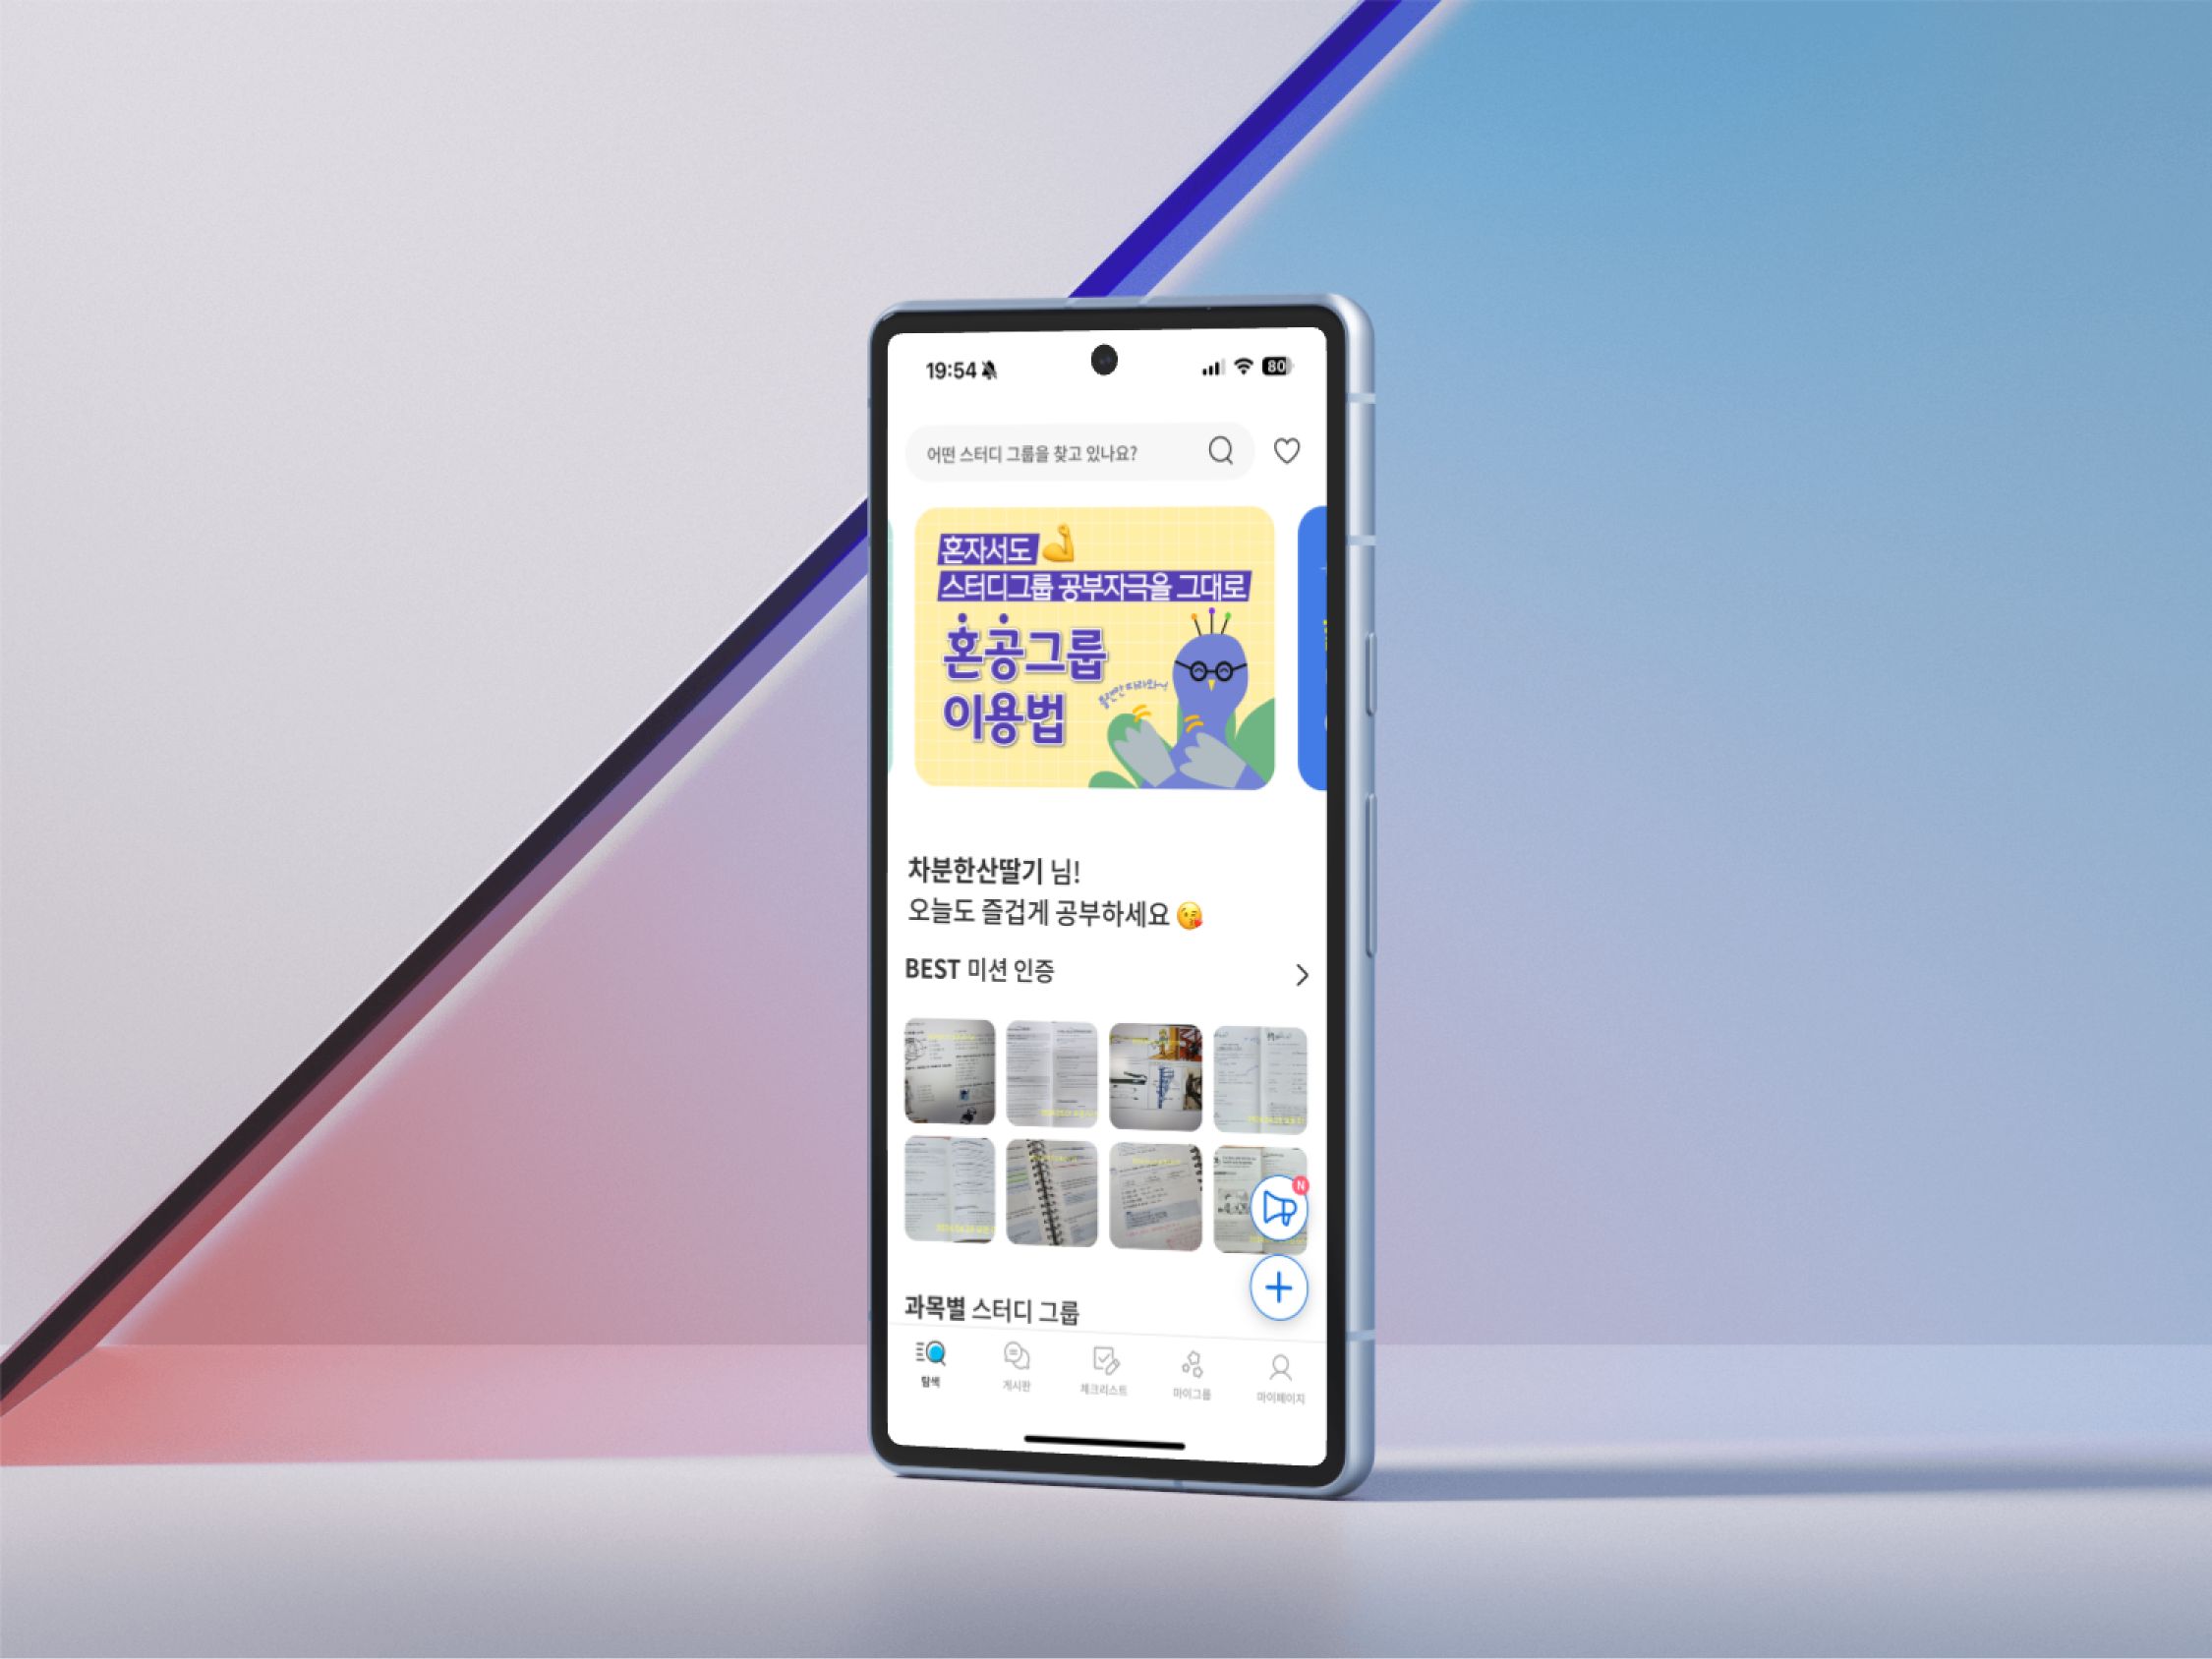 19:54
80
어떤 스터디 그룹을 찾고 있나요?
혼자서도
스터디그룹 공부자극을 그대로
혼공그룹
이용법
차분한산딸기 님!
오늘도 즐겁게 공부하세요
BEST 미션 인증
N
과목별 스터디 그룹
탐색
게시판
체크리스트
마이그룹
마이페이지